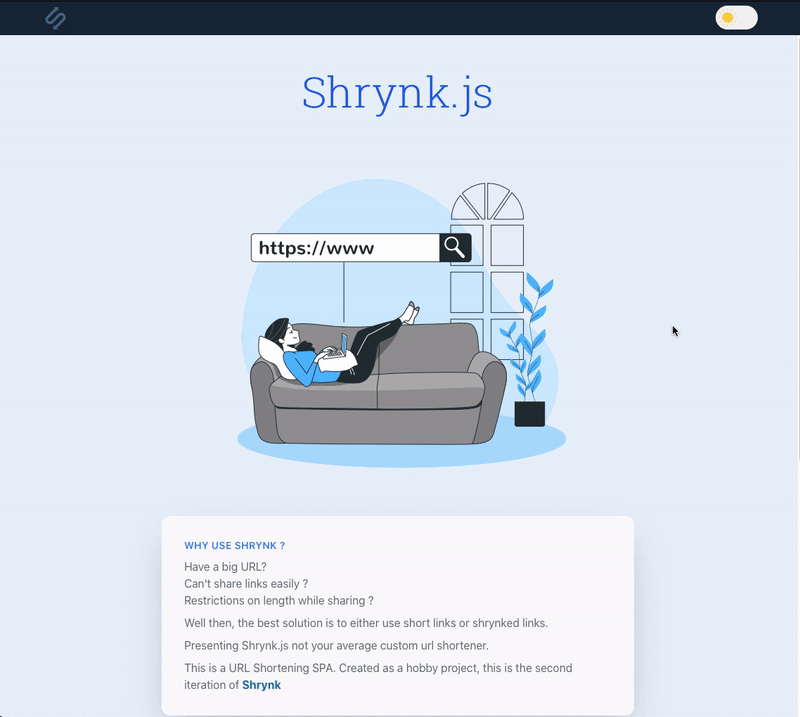 Shrynk.js
https://www
WHY USE SHRYNK ?
Have a big URL?
Can't share links easily ?
Restrictions on length while sharing ?
Well then, the best solution is to either use short links or shrynked links.
Presenting Shrynk.js not your average custom url shortener.
This is a URL Shortening SPA. Created as a hobby project, this is the second
iteration of Shrynk